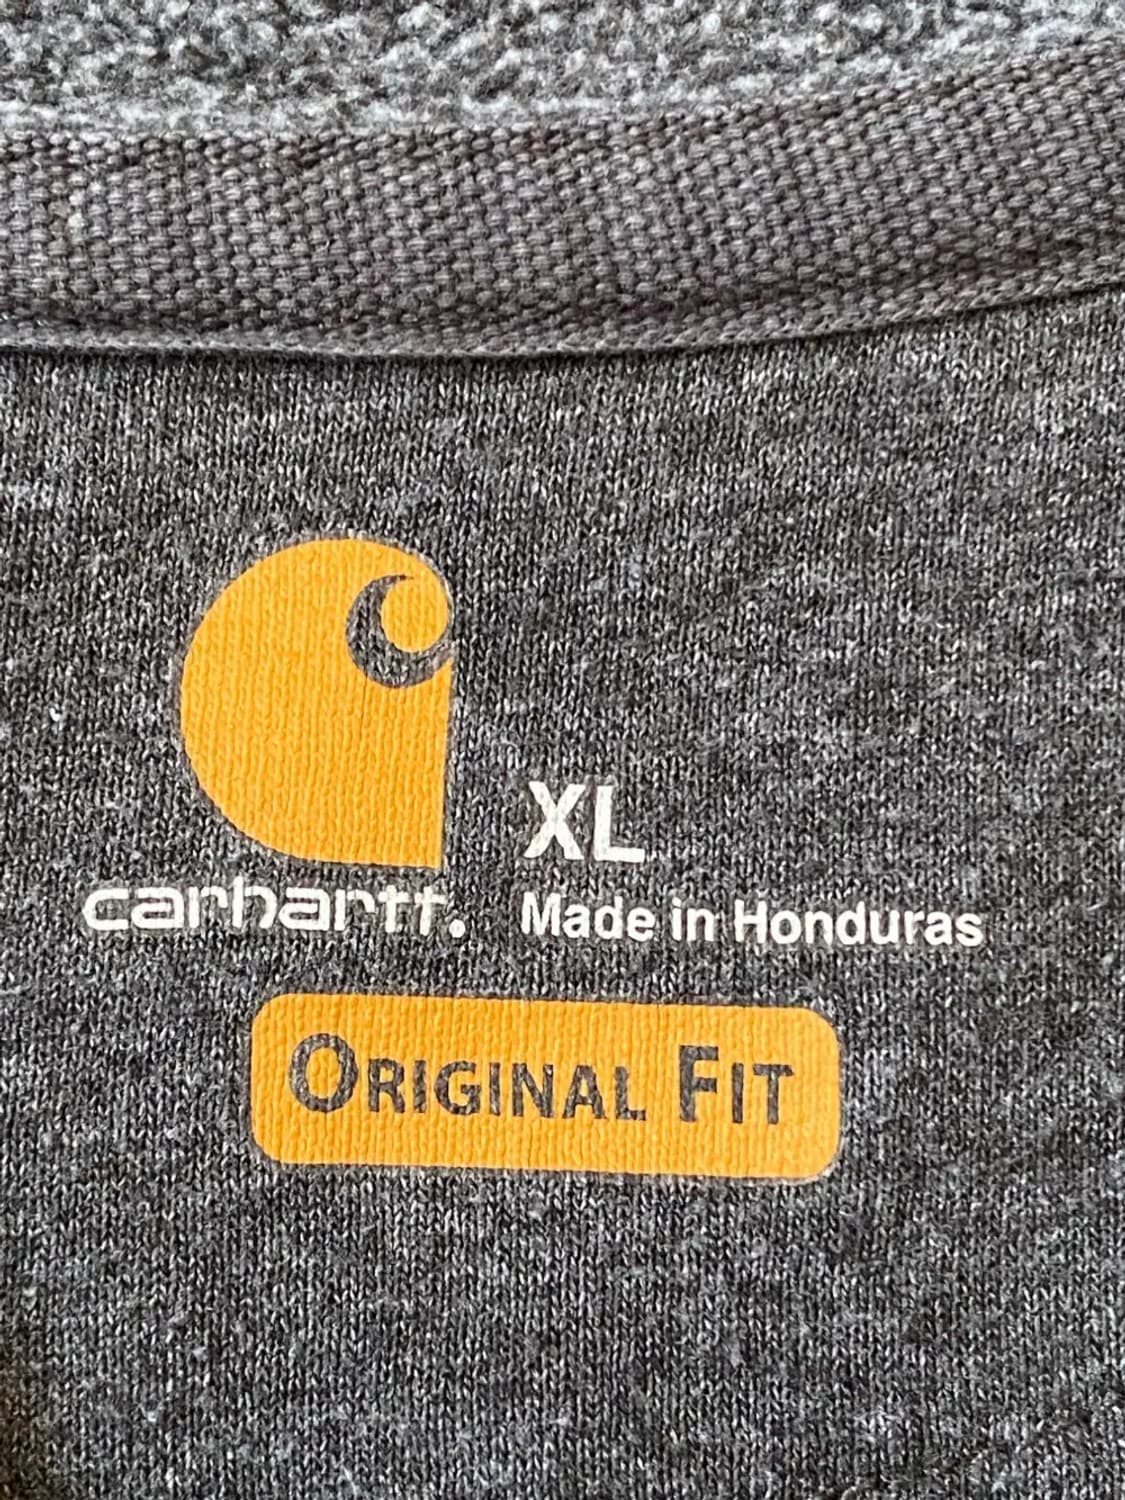 XL
carhartt.
Made in Honduras
ORIGINAL FIT